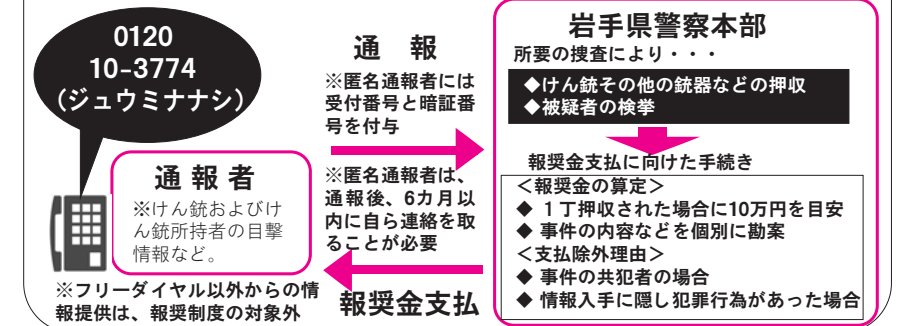 0120
10-3774
（ジュウミナナシ）
通報者
※けん銃およびけ
ん銃所持者の目撃
情報など。
※フリーダイヤル以外からの情
報提供は、報奨制度の対象外
通　報
※匿名通報者には
受付番号と暗証番
号を付与
※匿名通報者は、
通報後、6カ月以
内に自ら連絡を取
ることが必要
報奨金支払
岩手県警察本部
所要の捜査により・・・
◆けん銃その他の銃器などの押収
◆被疑者の検挙
報奨金支払に向けた手続き
＜報奨金の算定＞
◆ １丁押収された場合に10万円を目安
◆ 事件の内容などを個別に勘案
＜支払除外理由＞
◆ 事件の共犯者の場合
◆ 情報入手に隠し犯罪行為があった場合